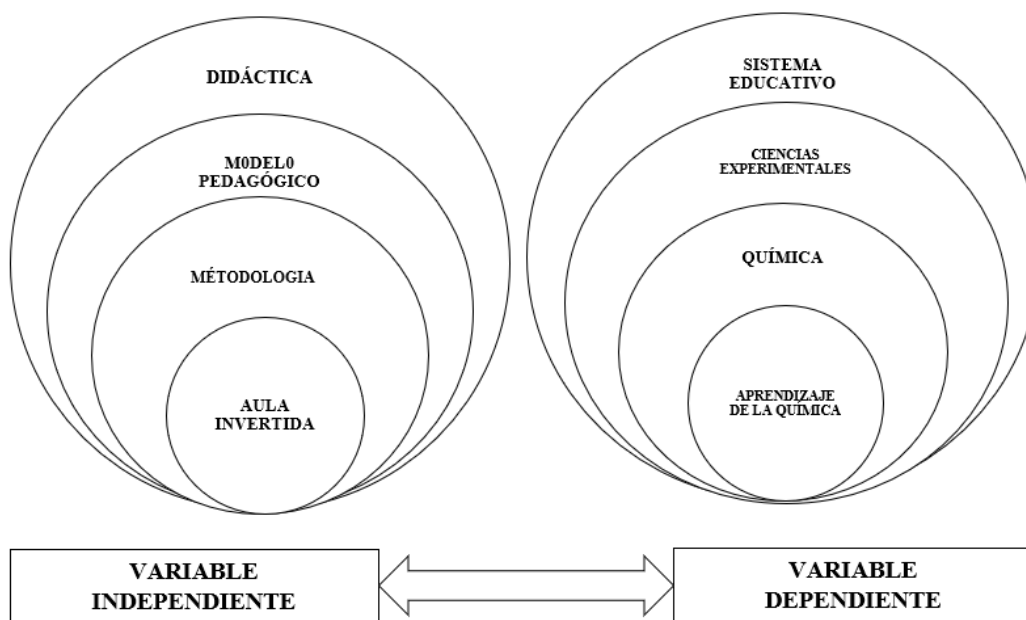 DIDÁCTICA
M0DEL0
PEDAGÓGICO
MÉTODOLOGIA
AULA
INVERTIDA
SISTEMA
EDUCATIVO
CIENCIAS
EXPERIMENTALES
QUÍMICA
APRENDIZAJE
DE LA QUÍMICA
VARIABLE
INDEPENDIENTE
VARIABLE
DEPENDIENTE